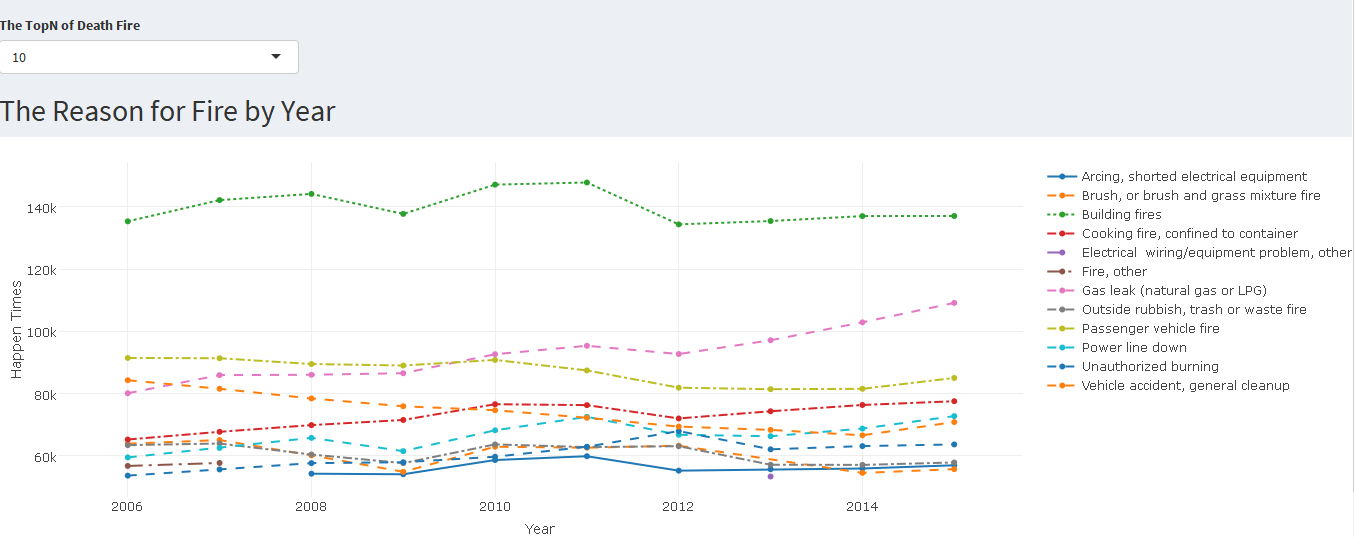 The TopN of Death Fire
10
The Reason for Fire by Year
140k
120k
100k
80k
60k
Happen Times
2006 2008 2010 2012 2014
Year
Arcing, shorted electrical equipment
Brush, or brush and grass mixture fire
Building fires
Cooking fire, confined to container
Electrical wiring/equipment problem, other
Fire, other
Gas leak (natural gas or LPG)
Outside rubbish, trash or waste fire
Passenger vehicle fire
Power line down
Unauthorized burning
Vehicle accident, general cleanup